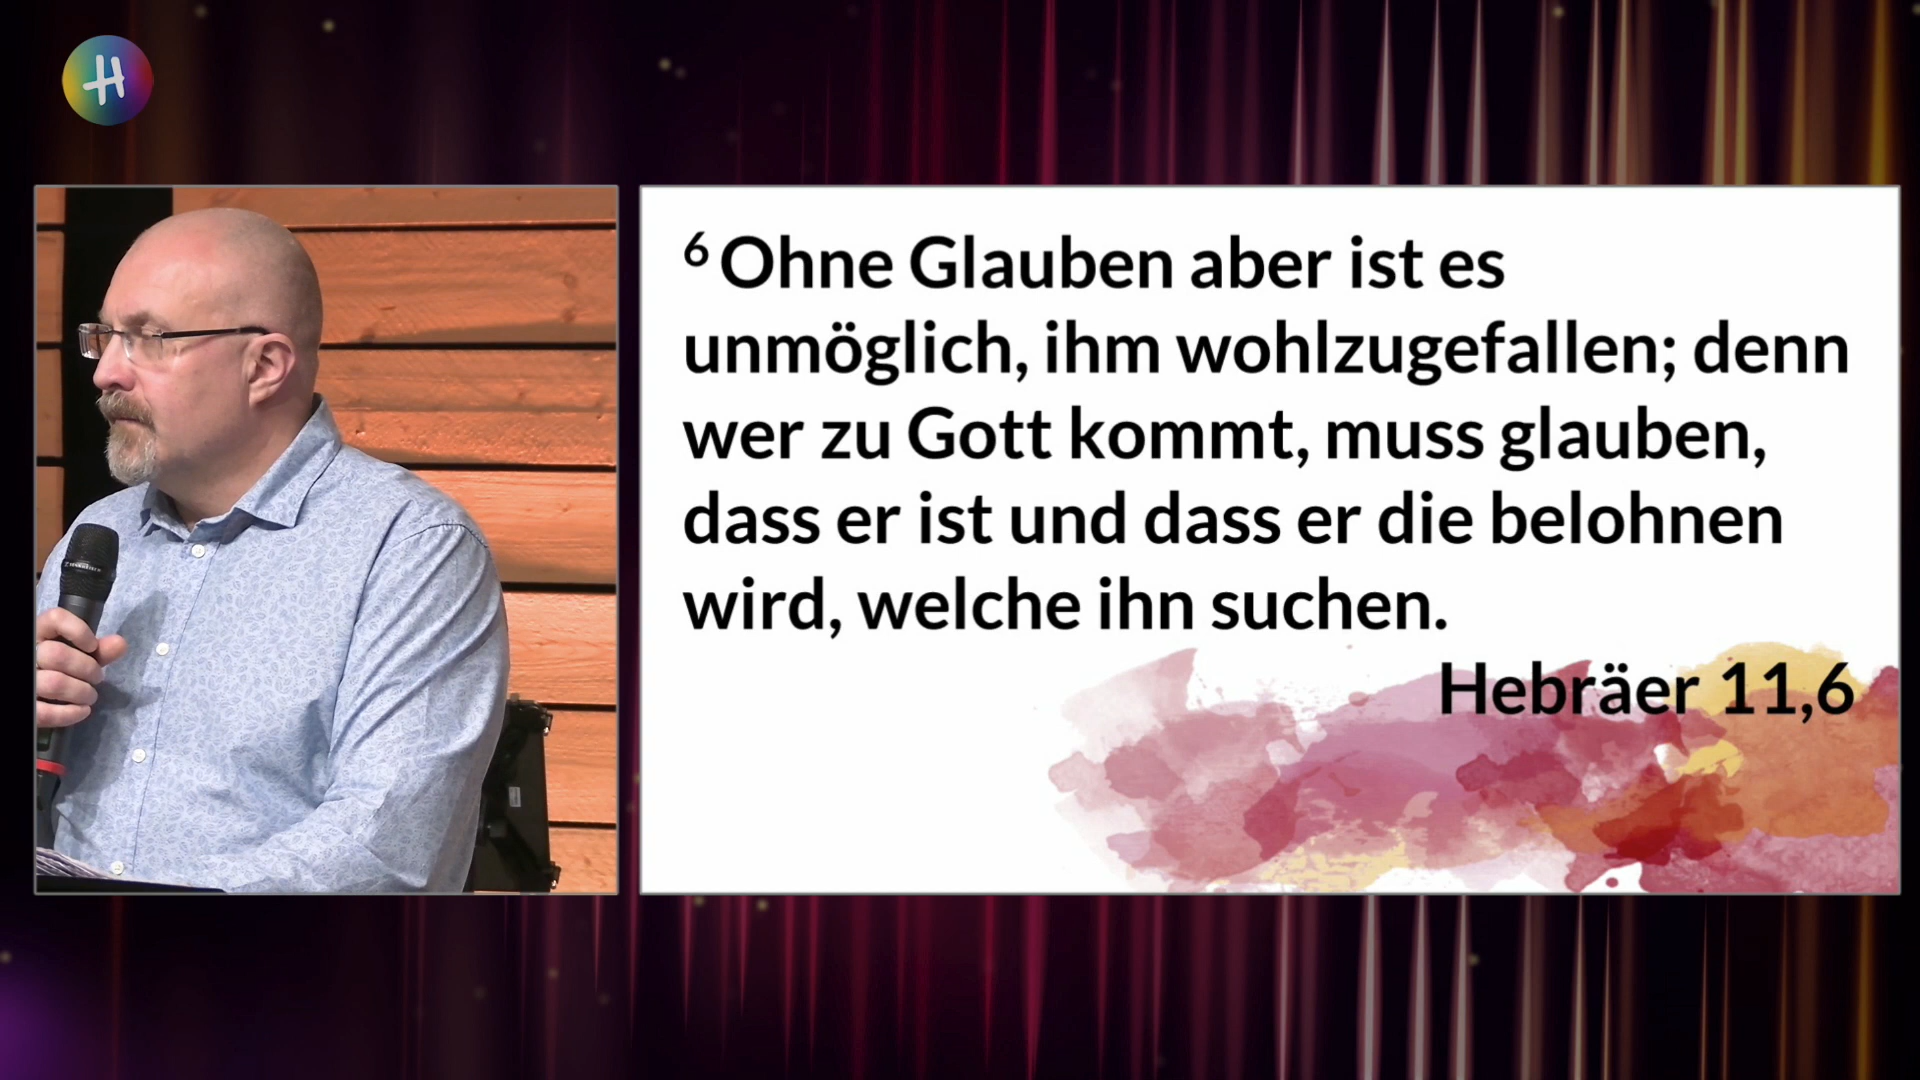 H
6 Ohne Glauben aber ist es
unmöglich, ihm wohlzugefallen; denn
wer zu Gott kommt, muss glauben,
dass er ist und dass er die belohnen
wird, welche ihn suchen.
Hebräer 11,6